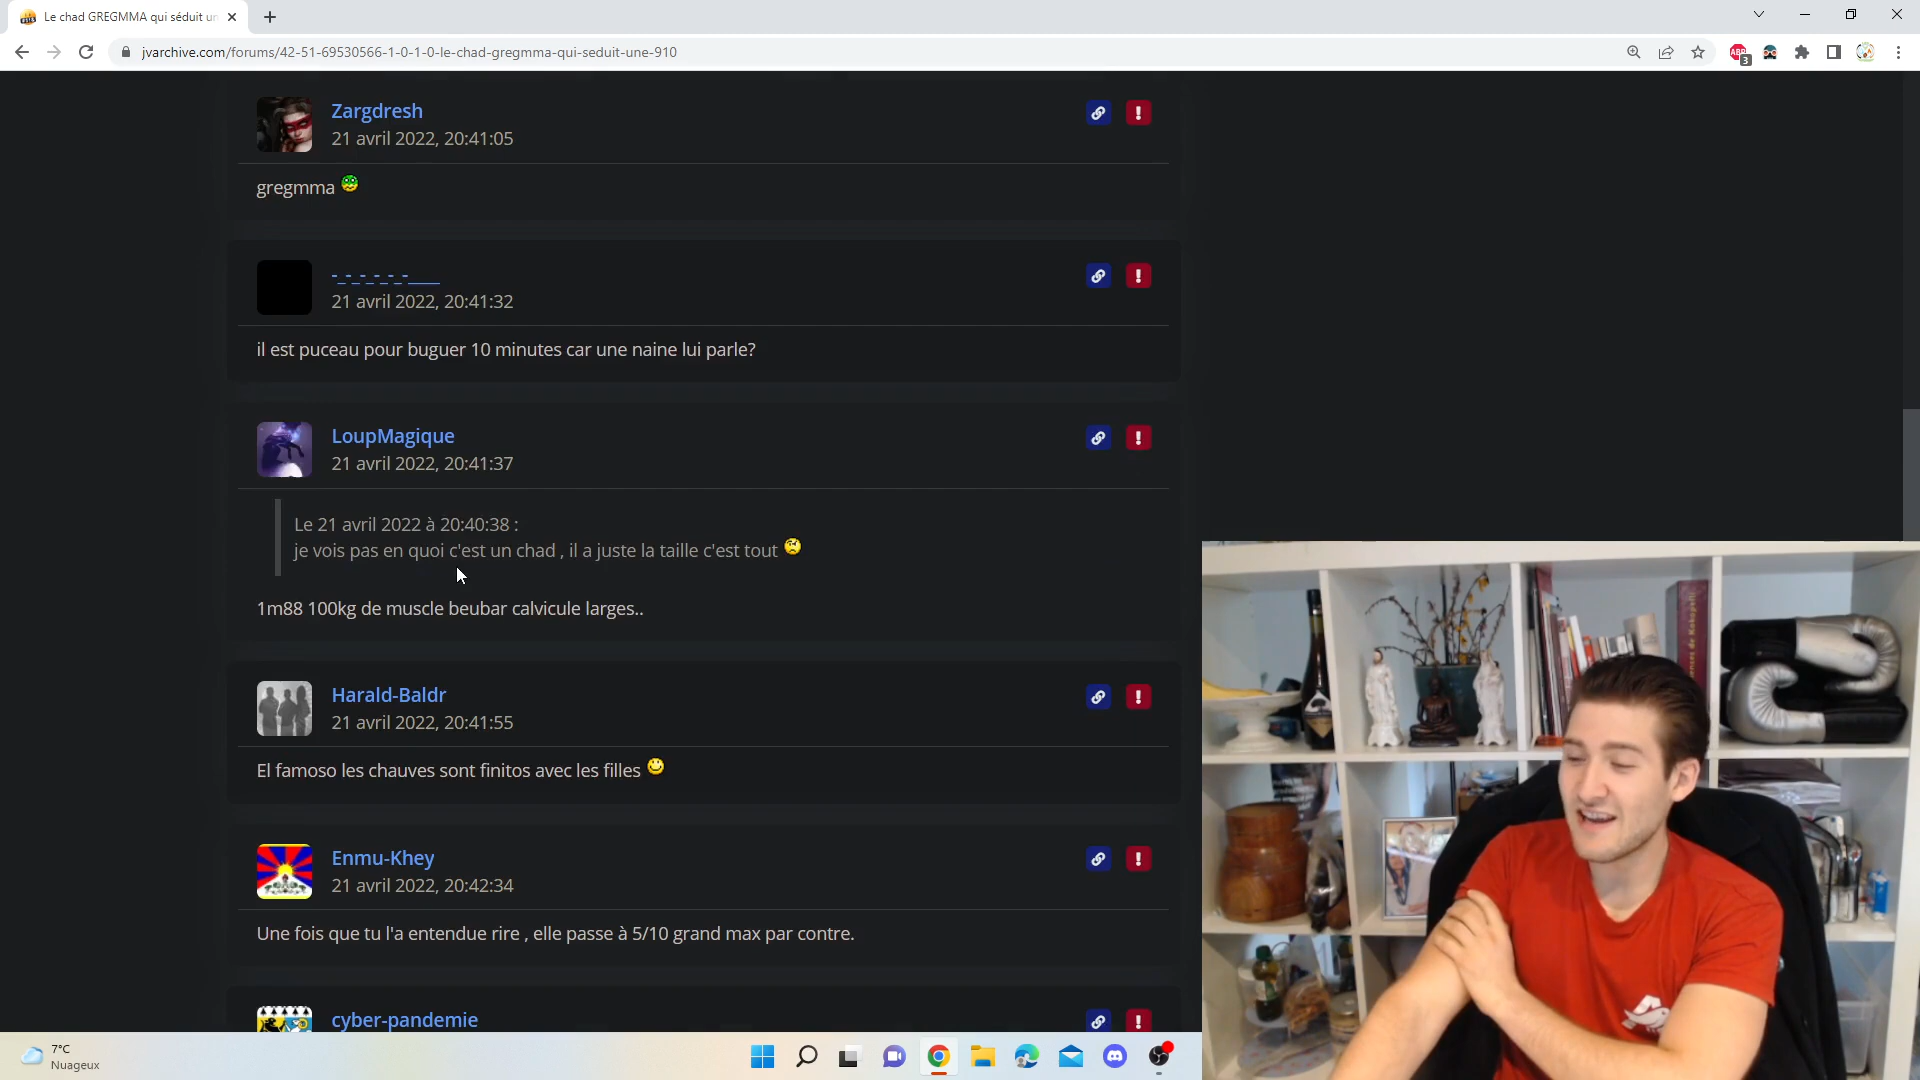 Le chad GREGMMA qui séduit un
jvarchive.com/forums/42-51-69530566-1-0-1-0-le-chad-gregmma-qui-seduit-une-910
ABP
3
Zargdresh
21 avril 2022, 20:41:05
gregmma
-_-_-_-_-_-____
21 avril 2022, 20:41:32
il est puceau pour buguer 10 minutes car une naine lui parle?
LoupMagique
21 avril 2022, 20:41:37
Le 21 avril 2022 à 20:40:38 :
je vois pas en quoi c'est un chad , il a juste la taille c'est tout
1m88 100kg de muscle beubar calvicule larges..
Harald-Baldr
21 avril 2022, 20:41:55
El famoso les chauves sont finitos avec les filles
Enmu-Khey
21 avril 2022, 20:42:34
Une fois que tu l'a entendue rire , elle passe à 5/10 grand max par contre.
cyber-pandemie
7°C
Nuageux